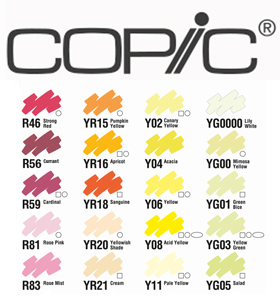 COPIC®
R46 Strong Red
YR15 Pumpkin Yellow
Y02 Canary Yellow
YG0000 Lily White
R56 Currant
YR16 Apricot
Y04 Acacia
YG00 Mimosa Yellow
R59 Cardinal
YR18 Sanguine
Y06 Yellow
YG01 Green Bice
R81 Rose Pink
YR20 Yellowish Shade
Y08 Acid Yellow
YG03 Yellow Green
R83 Rose Mist
YR21 Cream
Y11 Pale Yellow
YG05 Salad